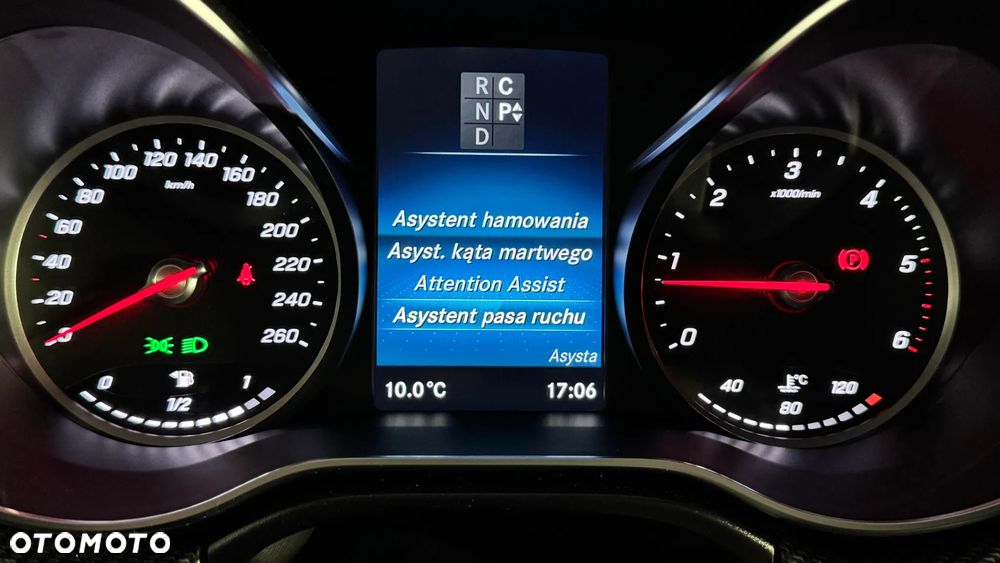 R C
N P
D
Asystent hamowania
Asyst. kąta martwego
Attention Assist
Asystent pasa ruchu
Asysta
10.0°C 17:06
0 20 40 60 80 100 120 140 160 180 200 220 240 260
km/h
0 1/2 1
0 1 2 3 4 5 6
x1000/min
P
40 80 120
°C
OTOMOTO